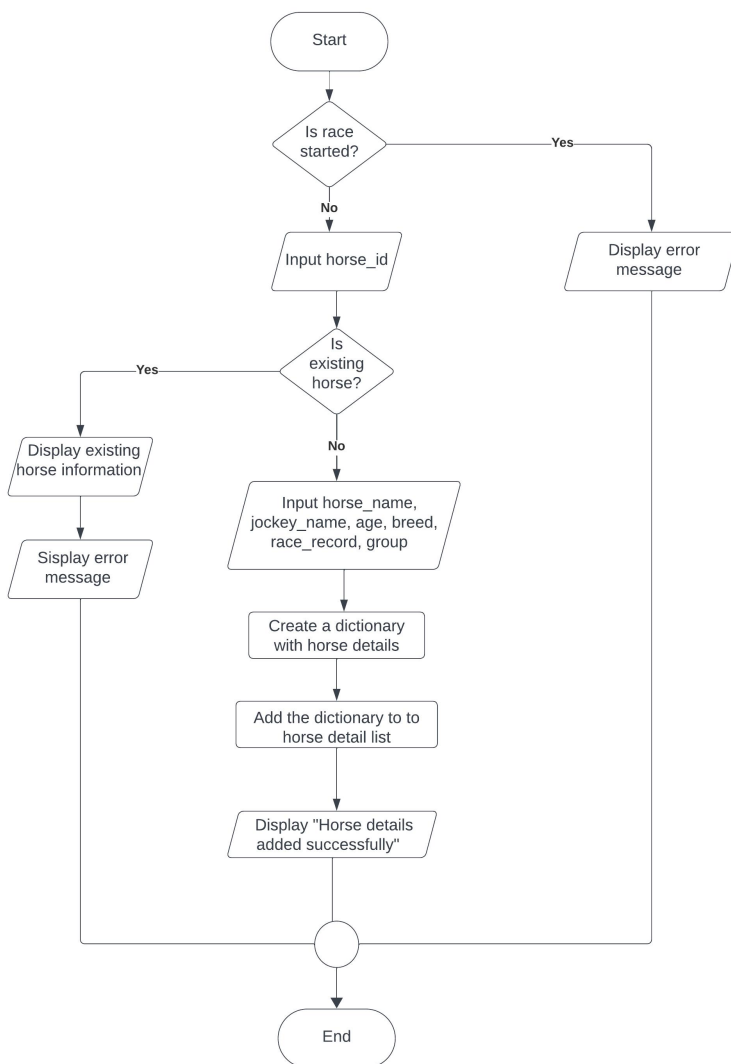 Start
Is race
started?
Yes
No
Input horse_id
Display error
message
Is
existing
horse?
Yes
No
Display existing
horse information
Input horse_name,
jockey_name, age, breed,
race_record, group
Sisplay error
message
Create a dictionary
with horse details
Add the dictionary to to
horse detail list
Display "Horse details
added successfully"
End